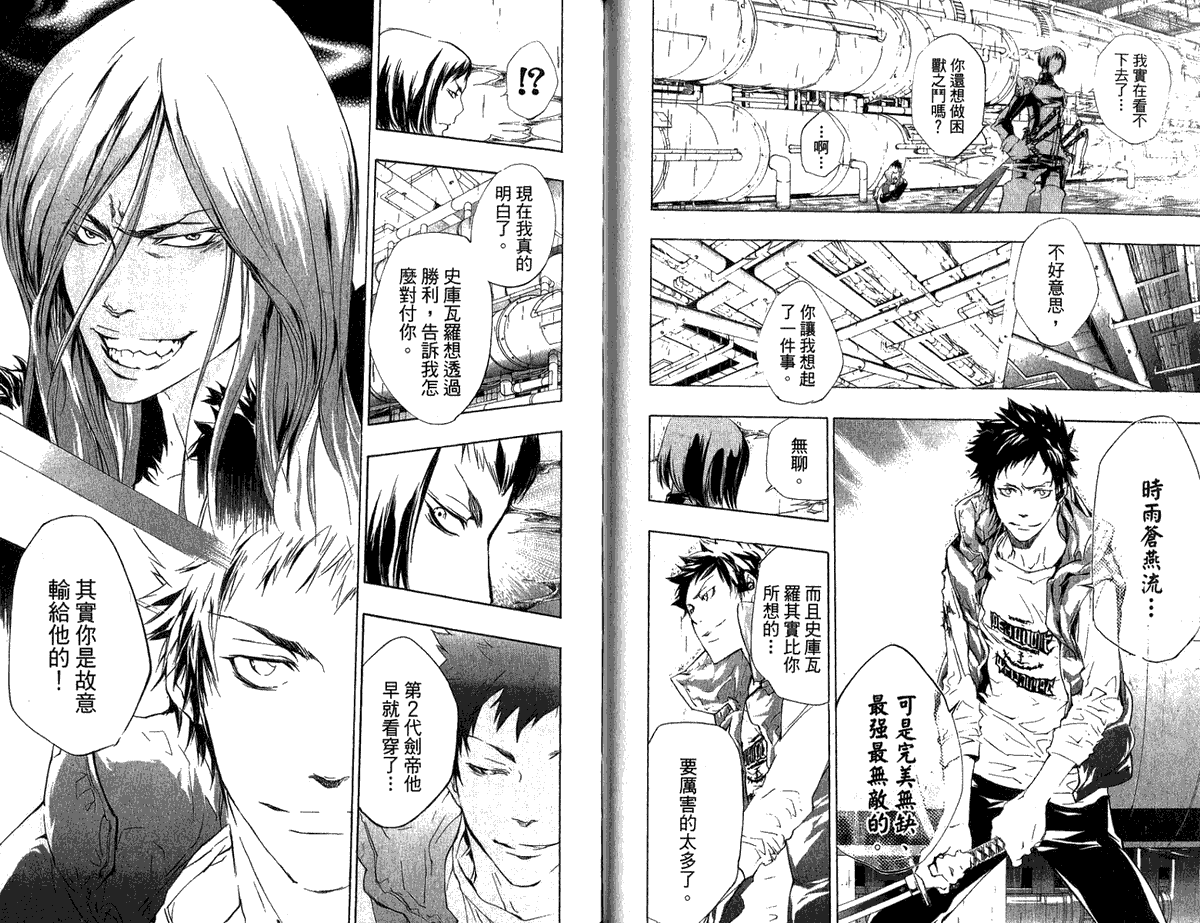 我實在看不
下去了…
你還想做困
獸之鬥嗎？
……啊…
不好意思，
你讓我想起
了一件事。
時雨蒼燕流…
可是完美無缺、
最强最無敵的。
無聊。
而且史庫瓦
羅其實比你
所想的…
要厲害的太多了。
!?
現在我真的
明白了。
史庫瓦羅想透過
勝利，告訴我怎
麼對付你。
第2代劍帝他
早就看穿了…
其實你是故意
輸給他的！